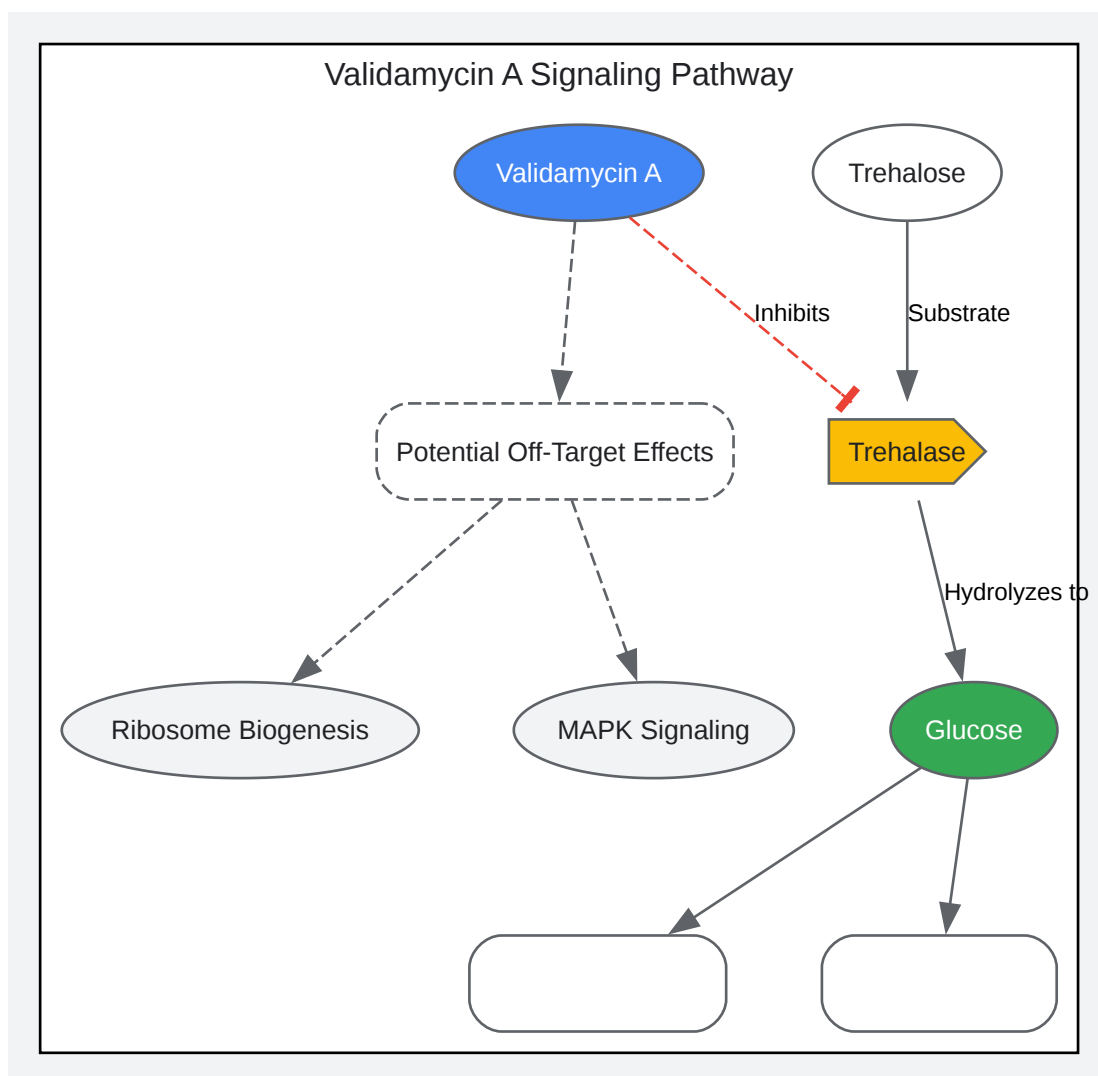 Validamycin A Signaling Pathway
Validamycin A
Trehalose
Inhibits
Substrate
Potential Off-Target Effects
Trehalase
Hydrolyzes to
Ribosome Biogenesis
MAPK Signaling
Glucose